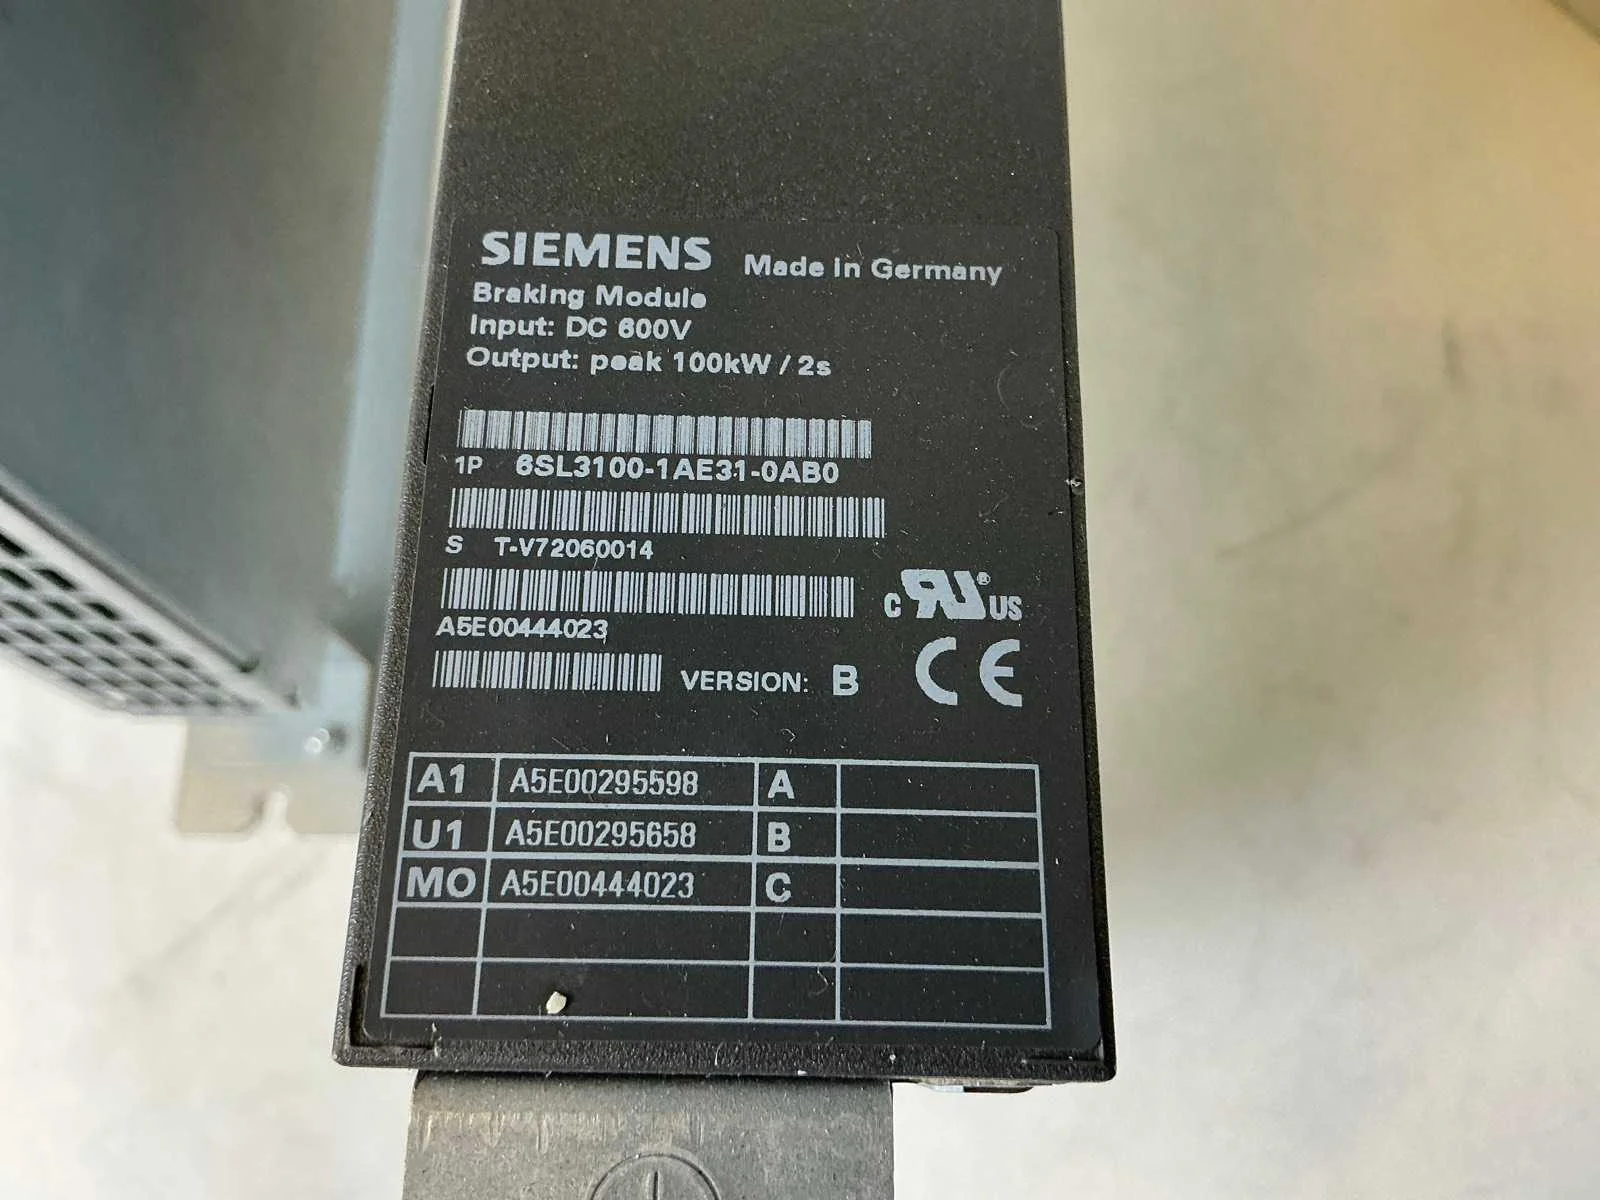 SIEMENS Made in Germany
Braking Module
Input: DC 600V
Output: peak 100kW / 2s
1P 6SL3100-1AE31-0AB0
S T-V72060014
C RU® US
A5E00444023
VERSION: B CE
A1 A5E00295598 A
U1 A5E00295658 B
MO A5E00444023 C